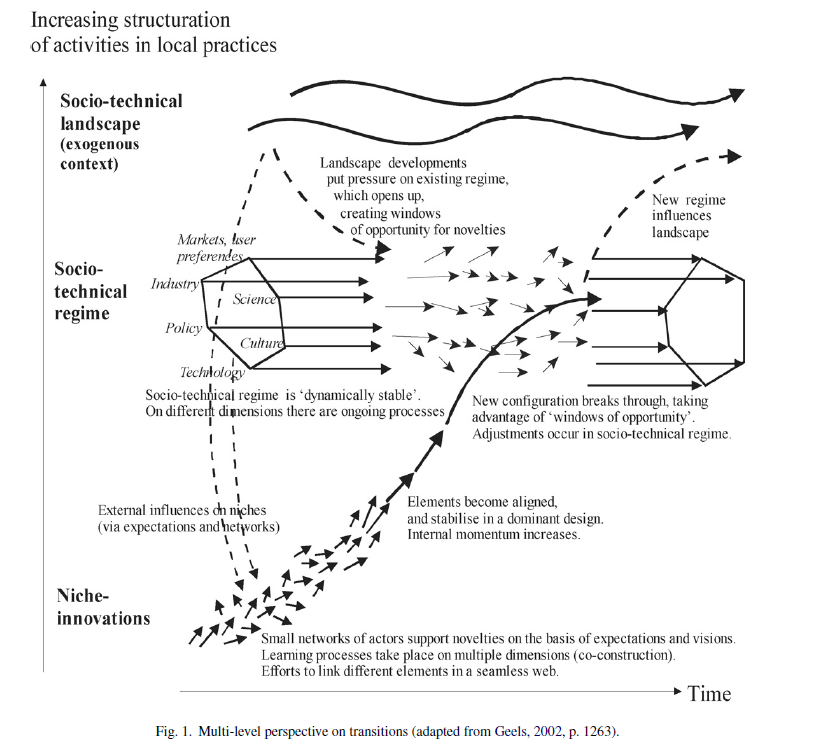 Increasing structuration
of activities in local practices
Socio-technical
landscape
(exogenous
context)
Landscape developments
put pressure on existing regime,
which opens up,
creating windows
of opportunity for novelties
New regime
influences
landscape
Markets, user
preferences
Socio-
technical
regime
Industry
Science
Policy
Culture
Technology
Socio-technical regime is ‘dynamically stable’.
On different dimensions there are ongoing processes
New configuration breaks through, taking
advantage of ‘windows of opportunity’.
Adjustments occur in socio-technical regime.
External influences on niches
(via expectations and networks)
Elements become aligned,
and stabilise in a dominant design.
Internal momentum increases.
Niche-
innovations
Small networks of actors support novelties on the basis of expectations and visions.
Learning processes take place on multiple dimensions (co-construction).
Efforts to link different elements in a seamless web.
Time
Fig. 1. Multi-level perspective on transitions (adapted from Geels, 2002, p. 1263).